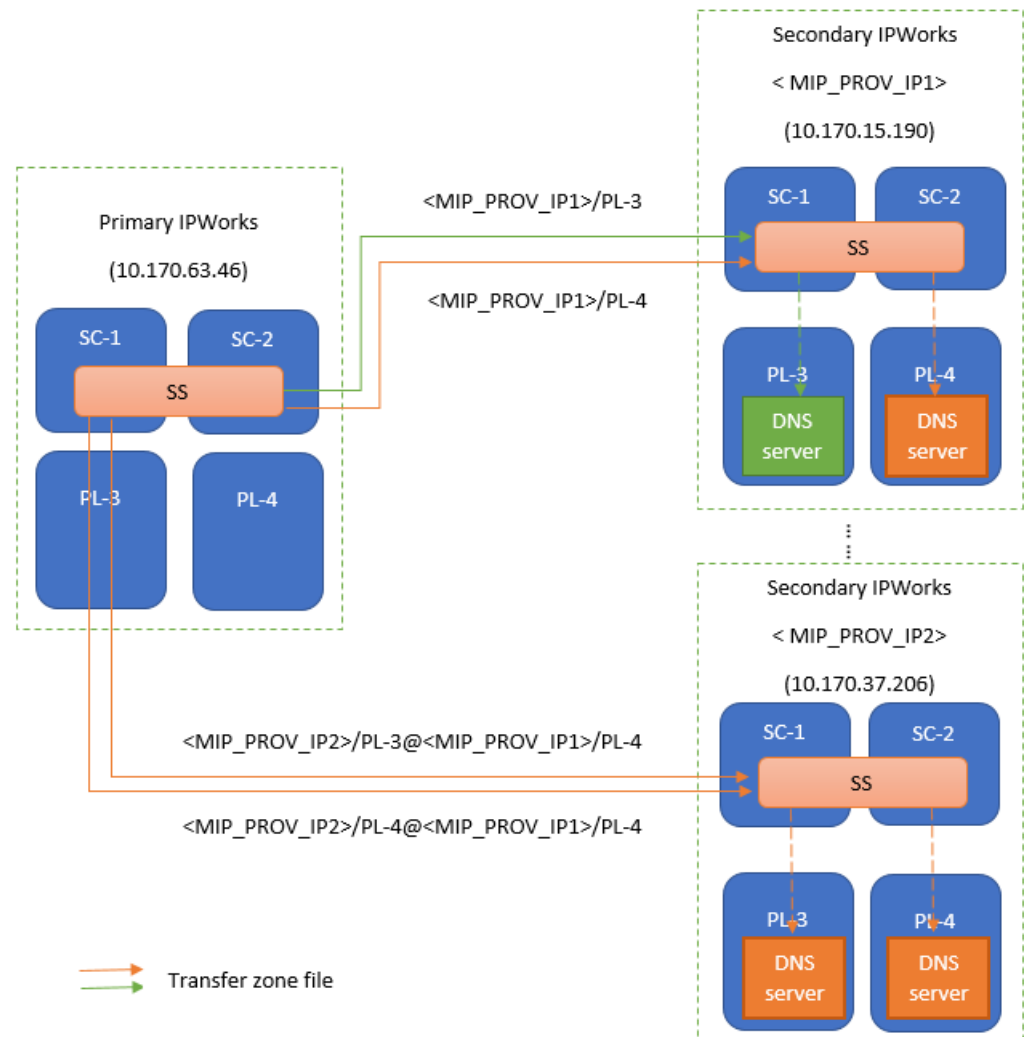 Secondary IPWorks
< MIP_PROV_IP1>
(10.170.15.190)
SC-1
SC-2
SS
PL-3
PL-4
DNS
server
DNS
server
Primary IPWorks
(10.170.63.46)
SC-1
SC-2
SS
PL-3
PL-4
<MIP_PROV_IP1>/PL-3
<MIP_PROV_IP1>/PL-4
Secondary IPWorks
< MIP_PROV_IP2>
(10.170.37.206)
SC-1
SC-2
SS
PL-3
PL-4
DNS
server
DNS
server
<MIP_PROV_IP2>/PL-3@<MIP_PROV_IP1>/PL-4
<MIP_PROV_IP2>/PL-4@<MIP_PROV_IP1>/PL-4
Transfer zone file